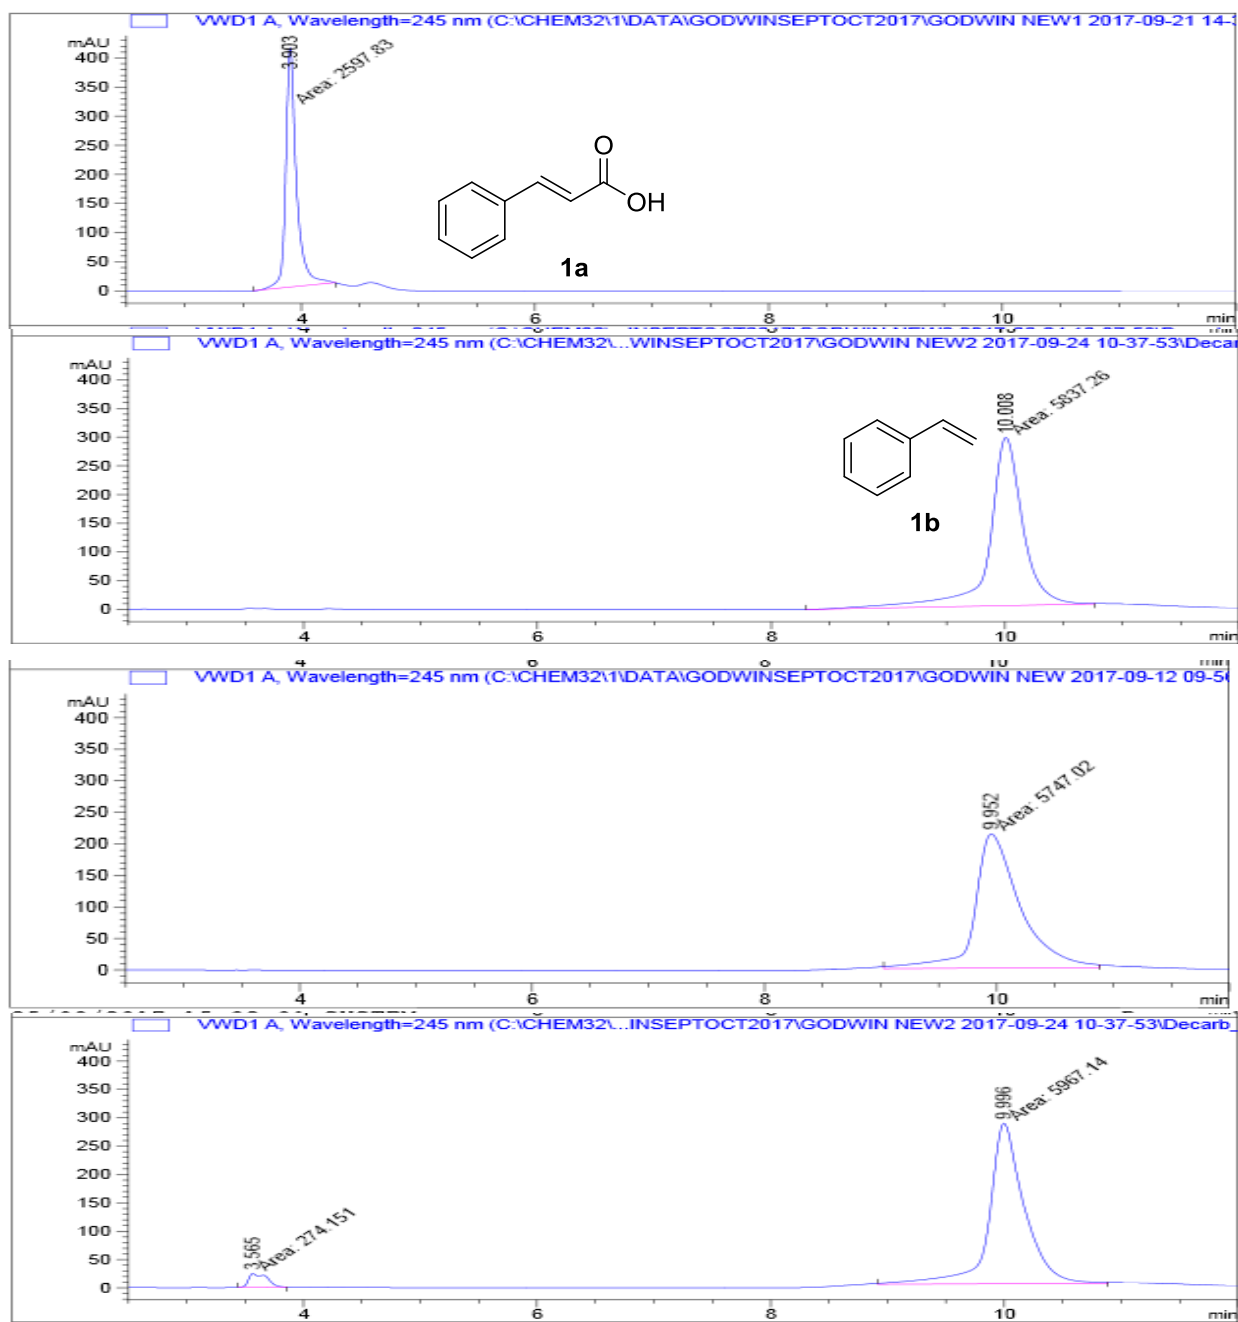 VWD1 A, Wavelength=245 nm (C:\CHEM32\1\DATA\GODWINSEPTOCT2017\GODWIN NEW1 2017-09-21 14-
mAU
3.903
Area: 2597.83
400
350
300
250
200
150
100
50
0
O
OH
1a
4 6 8 10 min
VWD1 A, Wavelength=245 nm (C:\CHEM32\...WINSEPTOCT2017\GODWIN NEW2 2017-09-24 10-37-53\Decar
mAU
10.008
Area: 5837.26
400
350
300
250
200
150
100
50
0
1b
4 6 8 10 min
VWD1 A, Wavelength=245 nm (C:\CHEM32\1\DATA\GODWINSEPTOCT2017\GODWIN NEW 2017-09-12 09-56
mAU
9.952
Area: 5747.02
400
350
300
250
200
150
100
50
0
4 6 8 10 min
VWD1 A, Wavelength=245 nm (C:\CHEM32\...INSEPTOCT2017\GODWIN NEW2 2017-09-24 10-37-53\Decarb_
mAU
9.996
Area: 5967.14
3.565
Area: 274.151
400
350
300
250
200
150
100
50
0
4 6 8 10 min